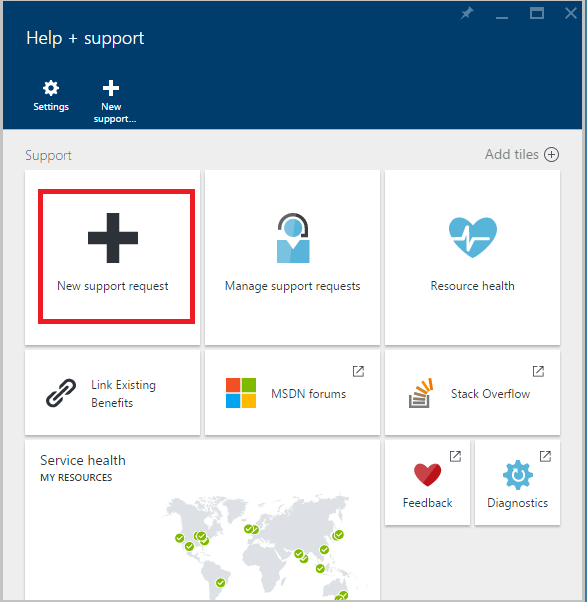 Help + support
Settings
New
support...
Support
Add tiles
New support request
Manage support requests
Resource health
Link Existing
Benefits
MSDN forums
Stack Overflow
Service health
MY RESOURCES
Feedback
Diagnostics